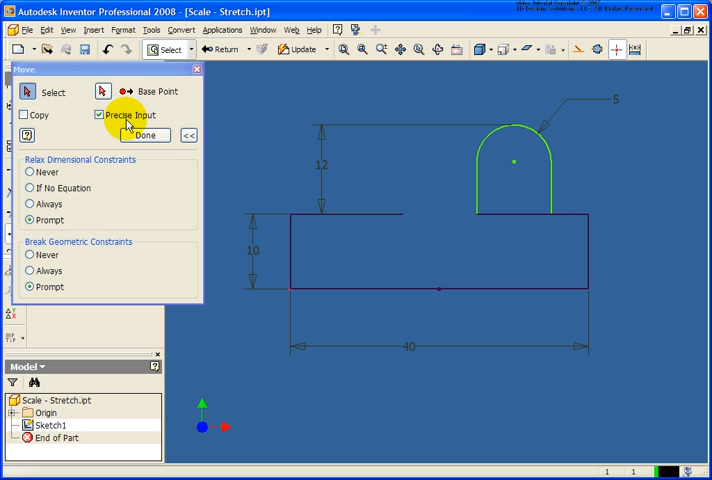 Autodesk Inventor Professional 2008 - [Scale - Stretch.ipt]
File Edit View Insert Format Tools Convert Applications Window Web Help
Select Return Update
Move
Select Base Point
Copy Precise Input
Done <<
Relax Dimensional Constraints
Never
If No Equation
Always
Prompt
Break Geometric Constraints
Never
Always
Prompt
5
12
10
40
Model
Scale - Stretch.ipt
Origin
Sketch1
End of Part
1 1